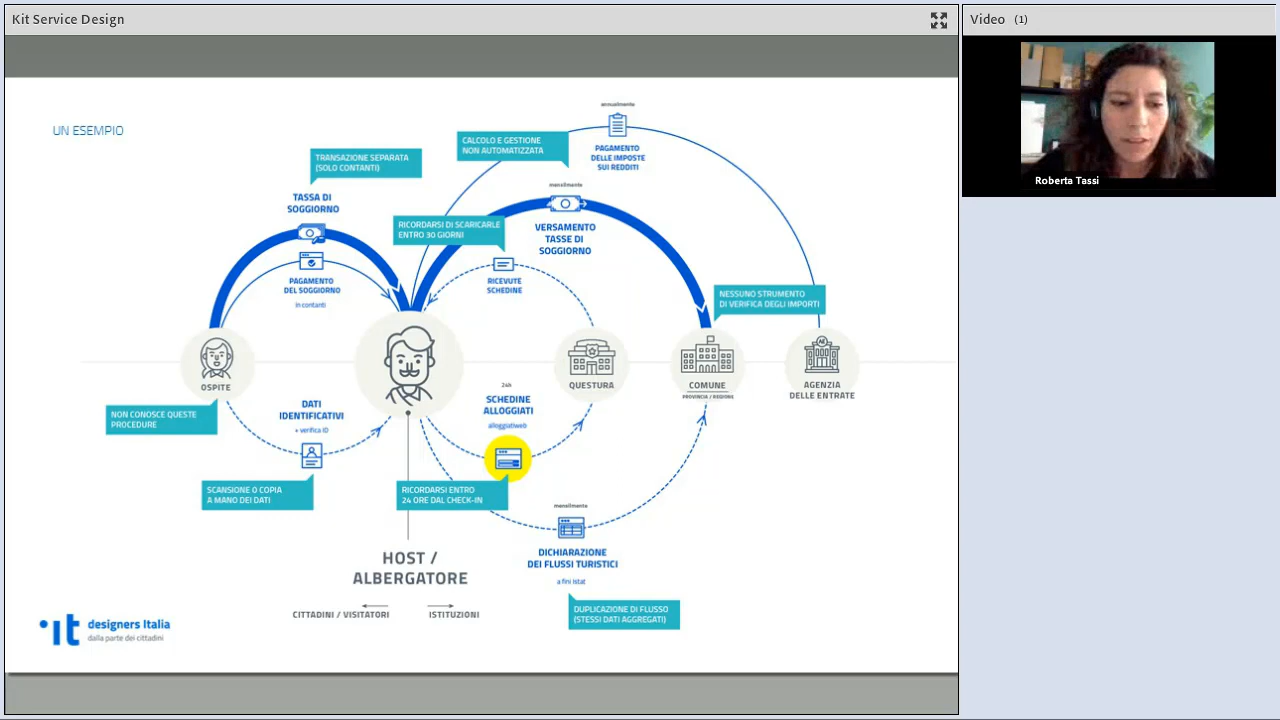 Kit Service Design
Video (1)
Roberta Tassi
UN ESEMPIO
annualmente
CALCOLO E GESTIONE
NON AUTOMATIZZATA
PAGAMENTO
DELLE IMPOSTE
SUI REDDITI
TRANSAZIONE SEPARATA
(SOLO CONTANTI)
mensilmente
TASSA DI
SOGGIORNO
RICORDARSI DI SCARICARLE
ENTRO 30 GIORNI
VERSAMENTO
TASSE DI
SOGGIORNO
PAGAMENTO
DEL SOGGIORNO
in contanti
RICEVUTE
SCHEDINE
NESSUNO STRUMENTO
DI VERIFICA DEGLI IMPORTI
OSPITE
QUESTURA
COMUNE
PROVINCIA / REGIONE
AE
AGENZIA
DELLE ENTRATE
NON CONOSCE QUESTE
PROCEDURE
DATI
IDENTIFICATIVI
+ verifica ID
24h
SCHEDINE
ALLOGGIATI
alloggiatiweb
SCANSIONE O COPIA
A MANO DEI DATI
RICORDARSI ENTRO
24 ORE DAL CHECK-IN
mensilmente
DICHIARAZIONE
DEI FLUSSI TURISTICI
a fini Istat
HOST /
ALBERGATORE
CITTADINI / VISITATORI
ISTITUZIONI
DUPLICAZIONE DI FLUSSO
(STESSI DATI AGGREGATI)
it designers Italia
dalla parte dei cittadini